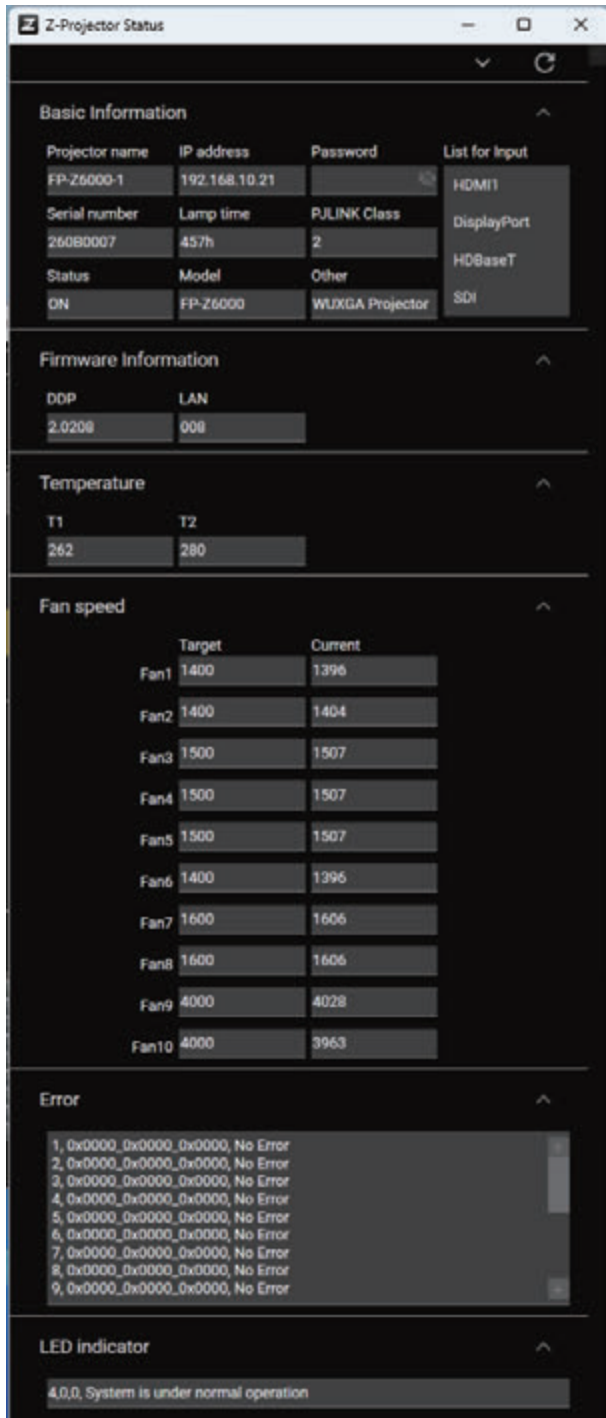 Z-Projector Status
Basic Information
Projector name IP address Password List for Input
FP-Z6000-1 192.168.10.21 HDMI1
Serial number Lamp time PJLINK Class DisplayPort
260B0007 457h 2
Status Model Other HDBaseT
ON FP-Z6000 WUXGA Projector SDI
Firmware Information
DDP LAN
2.0208 008
Temperature
T1 T2
262 280
Fan speed
Target Current
Fan1 1400 1396
Fan2 1400 1404
Fan3 1500 1507
Fan4 1500 1507
Fan5 1500 1507
Fan6 1400 1396
Fan7 1600 1606
Fan8 1600 1606
Fan9 4000 4028
Fan10 4000 3963
Error
1, 0x0000_0x0000_0x0000, No Error
2, 0x0000_0x0000_0x0000, No Error
3, 0x0000_0x0000_0x0000, No Error
4, 0x0000_0x0000_0x0000, No Error
5, 0x0000_0x0000_0x0000, No Error
6, 0x0000_0x0000_0x0000, No Error
7, 0x0000_0x0000_0x0000, No Error
8, 0x0000_0x0000_0x0000, No Error
9, 0x0000_0x0000_0x0000, No Error
LED indicator
4,0,0, System is under normal operation